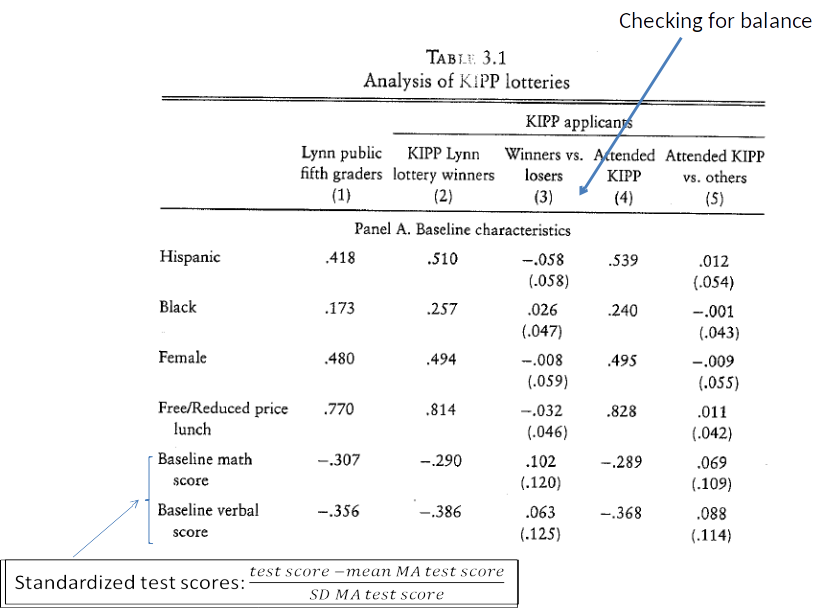 Checking for balance
TABLE 3.1
Analysis of KIPP lotteries
KIPP applicants
Lynn public KIPP Lynn Winners vs. Attended Attended KIPP
fifth graders lottery winners losers KIPP vs. others
(1) (2) (3) (4) (5)
Panel A. Baseline characteristics
Hispanic .418 .510 −.058 .539 .012
(.058) (.054)
Black .173 .257 .026 .240 −.001
(.047) (.043)
Female .480 .494 −.008 .495 −.009
(.059) (.055)
Free/Reduced price .770 .814 −.032 .828 .011
lunch (.046) (.042)
Baseline math −.307 −.290 .102 −.289 .069
score (.120) (.109)
Baseline verbal −.356 −.386 .063 −.368 .088
score (.125) (.114)
Standardized test scores: test score −mean MA test score
SD MA test score